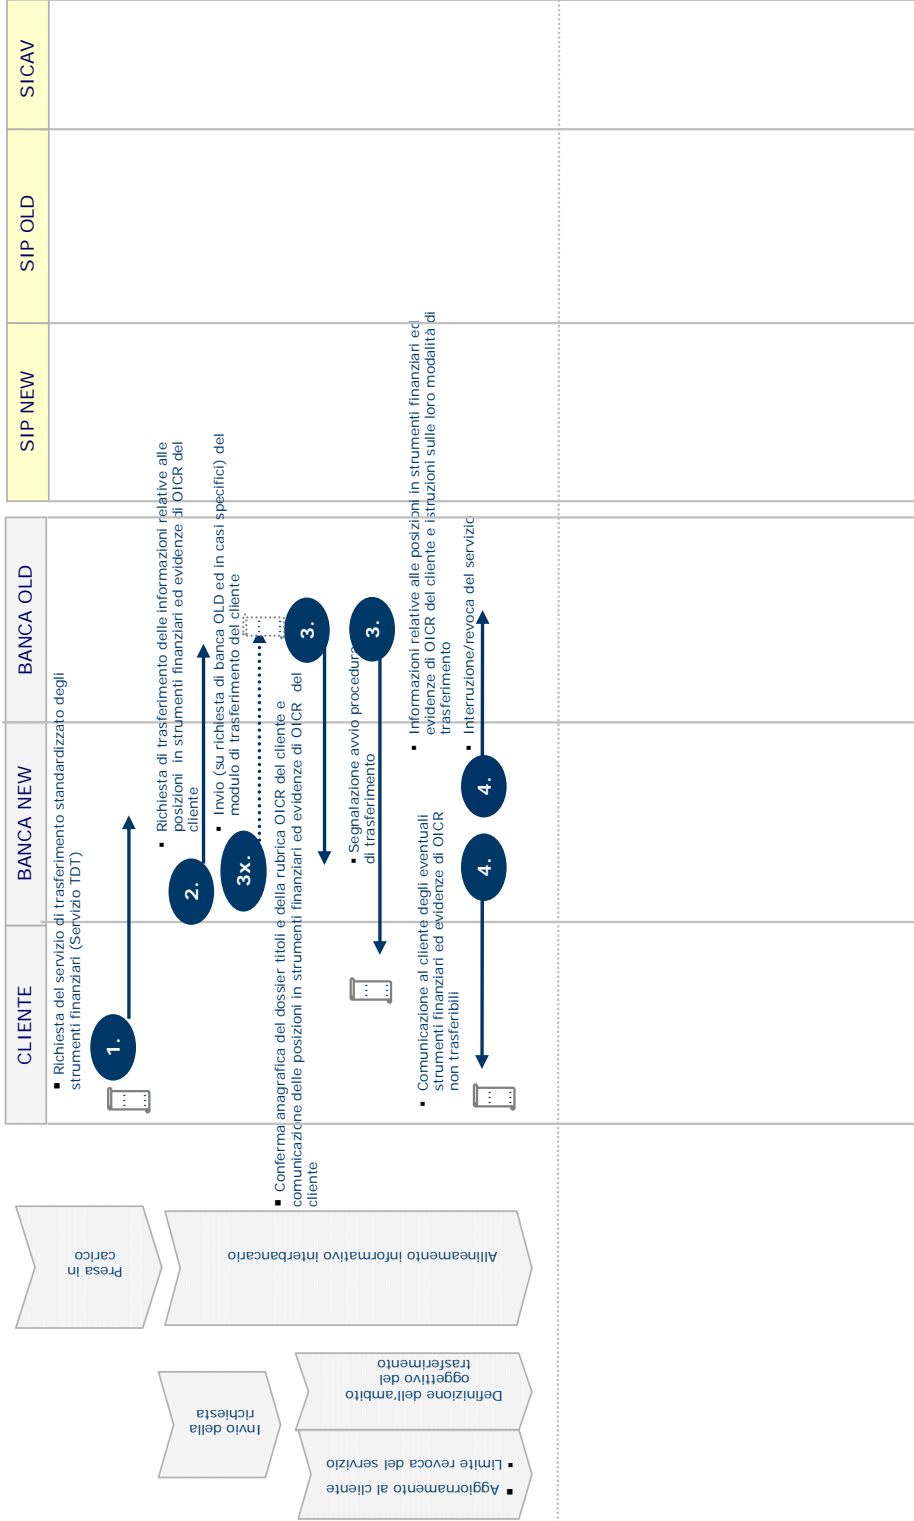 CLIENTE
BANCA NEW
BANCA OLD
SIP NEW
SIP OLD
SICAV
Presa in
carico
▪ Richiesta del servizio di trasferimento standardizzato degli
strumenti finanziari (Servizio TDT)
1.
Allineamento informativo interbancario
Invio della
richiesta
▪ Richiesta di trasferimento delle informazioni relative alle
posizioni in strumenti finanziari ed evidenze di OICR del
cliente
2.
▪ Invio (su richiesta di banca OLD ed in casi specifici) del
modulo di trasferimento del cliente
3x.
Definizione dell'ambito
oggettivo del
trasferimento
▪ Conferma anagrafica del dossier titoli e della rubrica OICR del cliente e
comunicazione delle posizioni in strumenti finanziari ed evidenze di OICR del
cliente
3.
▪ Segnalazione avvio procedura
di trasferimento
3.
▪ Aggiornamento al cliente
▪ Limite revoca del servizio
▪ Informazioni relative alle posizioni in strumenti finanziari ed
evidenze di OICR del cliente e istruzioni sulle loro modalità di
trasferimento
▪ Comunicazione al cliente degli eventuali
strumenti finanziari ed evidenze di OICR
non trasferibili
▪ Interruzione/revoca del servizio
4.
4.